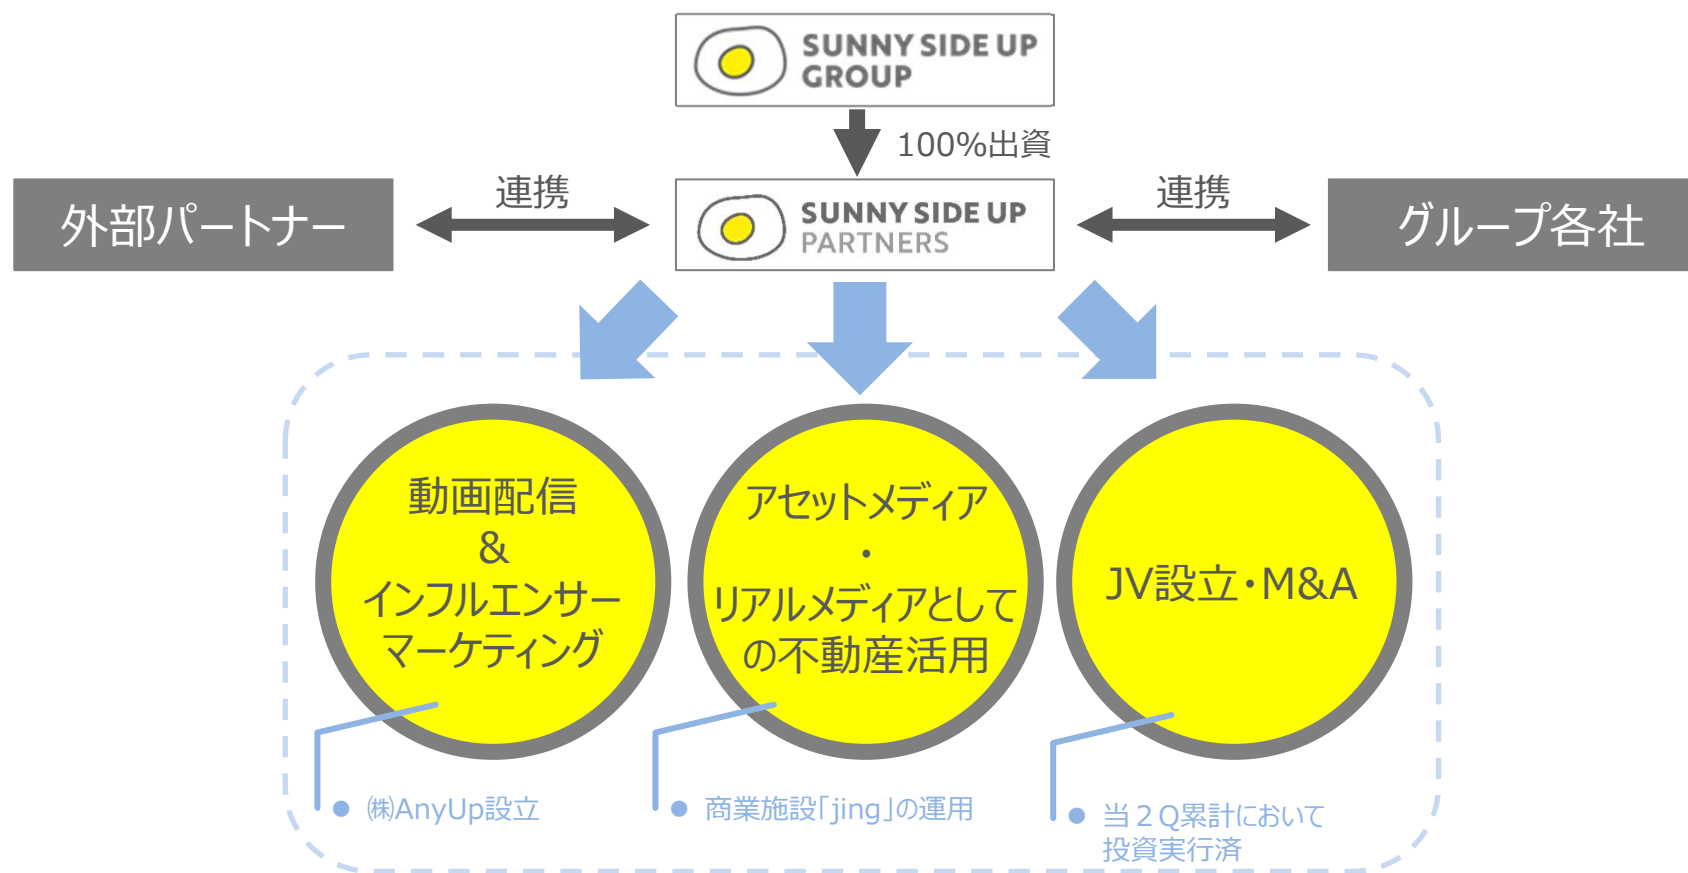 SUNNY SIDE UP
GROUP
100%出資
外部パートナー
連携
SUNNY SIDE UP
PARTNERS
連携
グループ各社
動画配信
&
インフルエンサー
マーケティング
アセットメディア
・
リアルメディアとして
の不動産活用
JV設立・M&A
● ㈱AnyUp設立
● 商業施設「jing」の運用
● 当２Q累計において
投資実行済